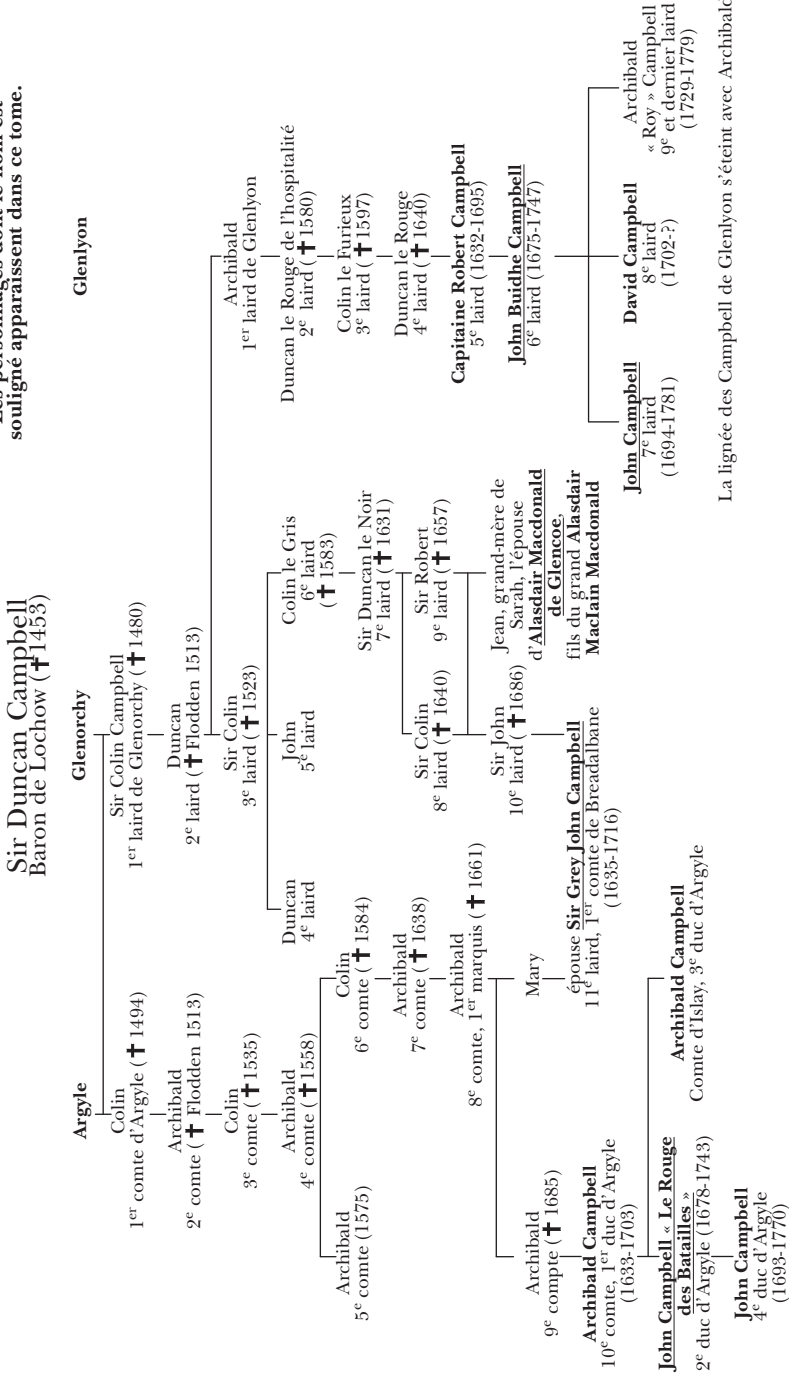 Les personnages dont le nom est
souligné apparaissent dans ce tome.
Sir Duncan Campbell
Baron de Lochow (✝1453)
Argyle
Glenorchy
Glenlyon
Colin
1er comte d'Argyle (✝ 1494)
Archibald
2e comte (✝ Flodden 1513)
Colin
3e comte (✝1535)
Archibald
4e comte (✝1558)
Archibald
5e comte (1575)
Colin
6e comte (✝ 1584)
Archibald
7e comte (✝ 1638)
Archibald
8e comte, 1er marquis (✝ 1661)
Archibald
9e compte (✝ 1685)
Mary
Archibald Campbell
10e comte, 1er duc d'Argyle
(1633-1703)
John Campbell « Le Rouge
des Batailles »
2e duc d'Argyle (1678-1743)
Archibald Campbell
Comte d'Islay, 3e duc d'Argyle
John Campbell
4e duc d'Argyle
(1693-1770)
Sir Colin Campbell
1er laird de Glenorchy (✝ 1480)
Duncan
2e laird (✝Flodden 1513)
Sir Colin
3e laird (✝ 1523)
Duncan
4e laird
John
5e laird
Colin le Gris
6e laird
(✝ 1583)
Sir Duncan le Noir
7e laird (✝ 1631)
Sir Colin
8e laird (✝ 1640)
Sir Robert
9e laird (✝ 1657)
Sir John
10e laird (✝ 1686)
Jean, grand-mère de
Sarah, l'épouse
d'Alasdair Macdonald
de Glencoe,
fils du grand Alasdair
MacIain Macdonald
épouse Sir Grey John Campbell
11e laird, 1er comte de Breadalbane
(1635-1716)
Archibald
1er laird de Glenlyon
Duncan le Rouge de l'hospitalité
2e laird (✝ 1580)
Colin le Furieux
3e laird (✝ 1597)
Duncan le Rouge
4e laird (✝ 1640)
Capitaine Robert Campbell
5e laird (1632-1695)
John Buidhe Campbell
6e laird (1675-1747)
John Campbell
7e laird
(1694-1781)
David Campbell
8e laird
(1702-?)
Archibald
« Roy » Campbell
9e et dernier laird
(1729-1779)
La lignée des Campbell de Glenlyon s'éteint avec Archibald